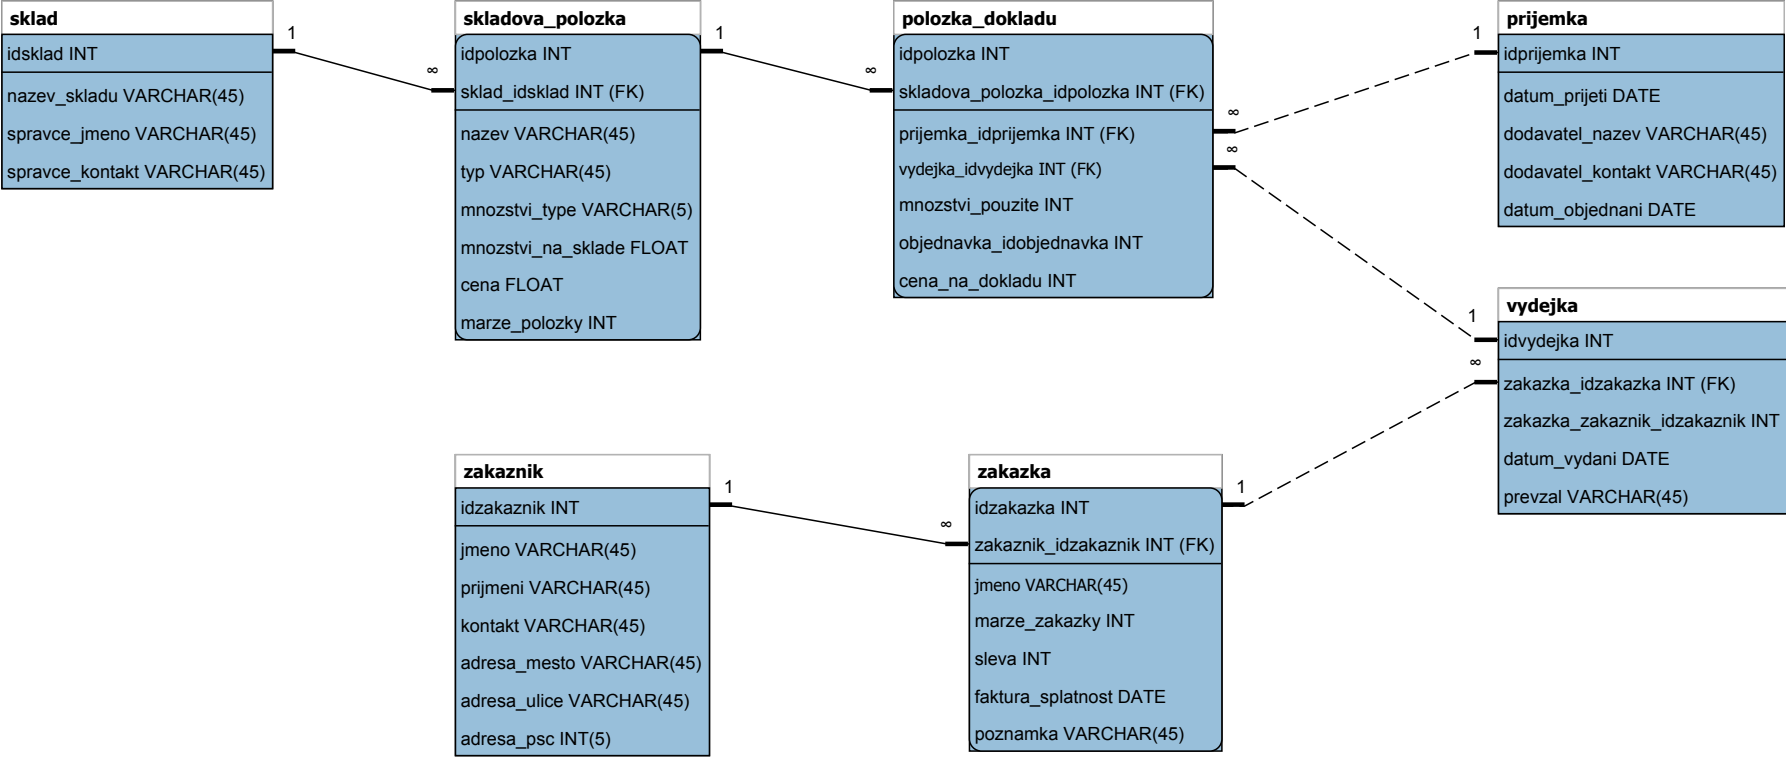 sklad
idsklad INT
nazev_skladu VARCHAR(45)
spravce_jmeno VARCHAR(45)
spravce_kontakt VARCHAR(45)
1
∞
skladova_polozka
idpolozka INT
sklad_idsklad INT (FK)
nazev VARCHAR(45)
typ VARCHAR(45)
mnozstvi_type VARCHAR(5)
mnozstvi_na_sklade FLOAT
cena FLOAT
marze_polozky INT
1
∞
polozka_dokladu
idpolozka INT
skladova_polozka_idpolozka INT (FK)
prijemka_idprijemka INT (FK)
vydejka_idvydejka INT (FK)
mnozstvi_pouzite INT
objednavka_idobjednavka INT
cena_na_dokladu INT
∞
∞
1
prijemka
idprijemka INT
datum_prijeti DATE
dodavatel_nazev VARCHAR(45)
dodavatel_kontakt VARCHAR(45)
datum_objednani DATE
1
∞
vydejka
idvydejka INT
zakazka_idzakazka INT (FK)
zakazka_zakaznik_idzakaznik INT
datum_vydani DATE
prevzal VARCHAR(45)
zakaznik
idzakaznik INT
jmeno VARCHAR(45)
prijmeni VARCHAR(45)
kontakt VARCHAR(45)
adresa_mesto VARCHAR(45)
adresa_ulice VARCHAR(45)
adresa_psc INT(5)
1
∞
zakazka
idzakazka INT
zakaznik_idzakaznik INT (FK)
jmeno VARCHAR(45)
marze_zakazky INT
sleva INT
faktura_splatnost DATE
poznamka VARCHAR(45)
1